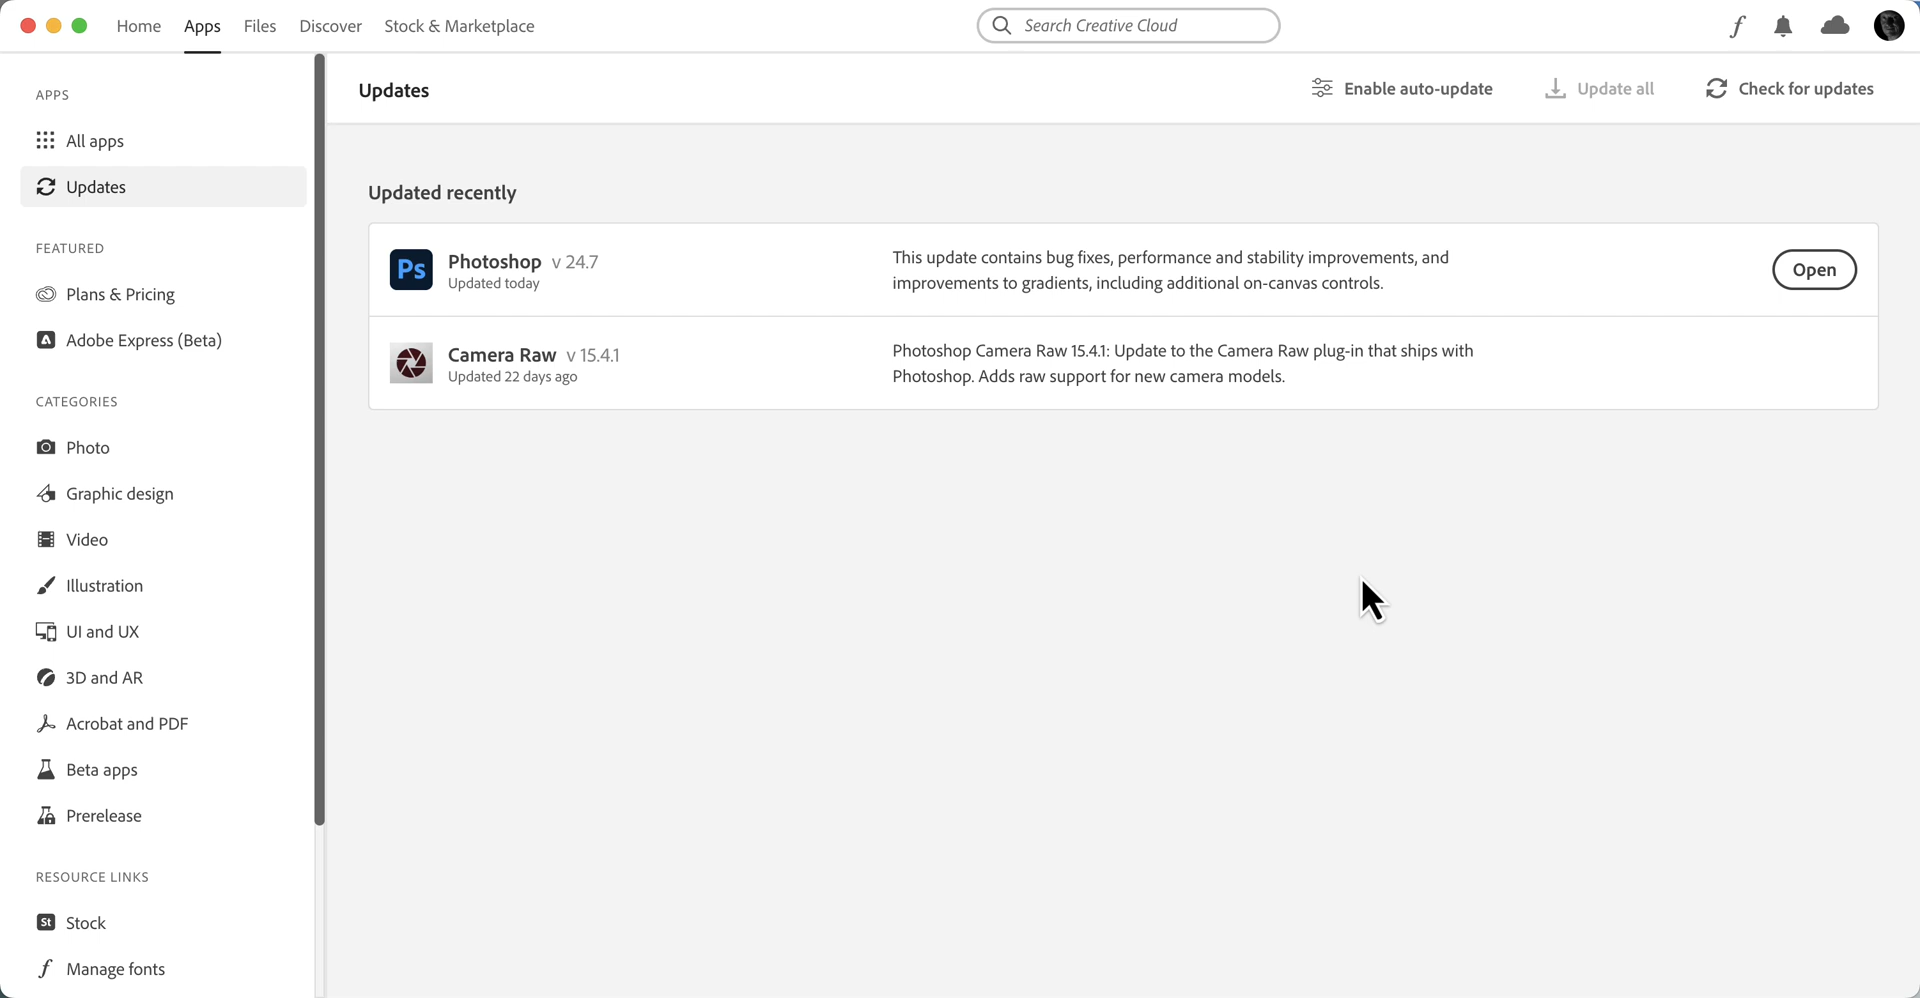 Home Apps Files Discover Stock & Marketplace Search Creative Cloud
APPS
All apps
Updates
FEATURED
Plans & Pricing
Adobe Express (Beta)
CATEGORIES
Photo
Graphic design
Video
Illustration
UI and UX
3D and AR
Acrobat and PDF
Beta apps
Prerelease
RESOURCE LINKS
St Stock
Manage fonts
Updates Enable auto-update Update all Check for updates
Updated recently
Ps Photoshop v 24.7
Updated today
This update contains bug fixes, performance and stability improvements, and
improvements to gradients, including additional on-canvas controls.
Open
Camera Raw v 15.4.1
Updated 22 days ago
Photoshop Camera Raw 15.4.1: Update to the Camera Raw plug-in that ships with
Photoshop. Adds raw support for new camera models.